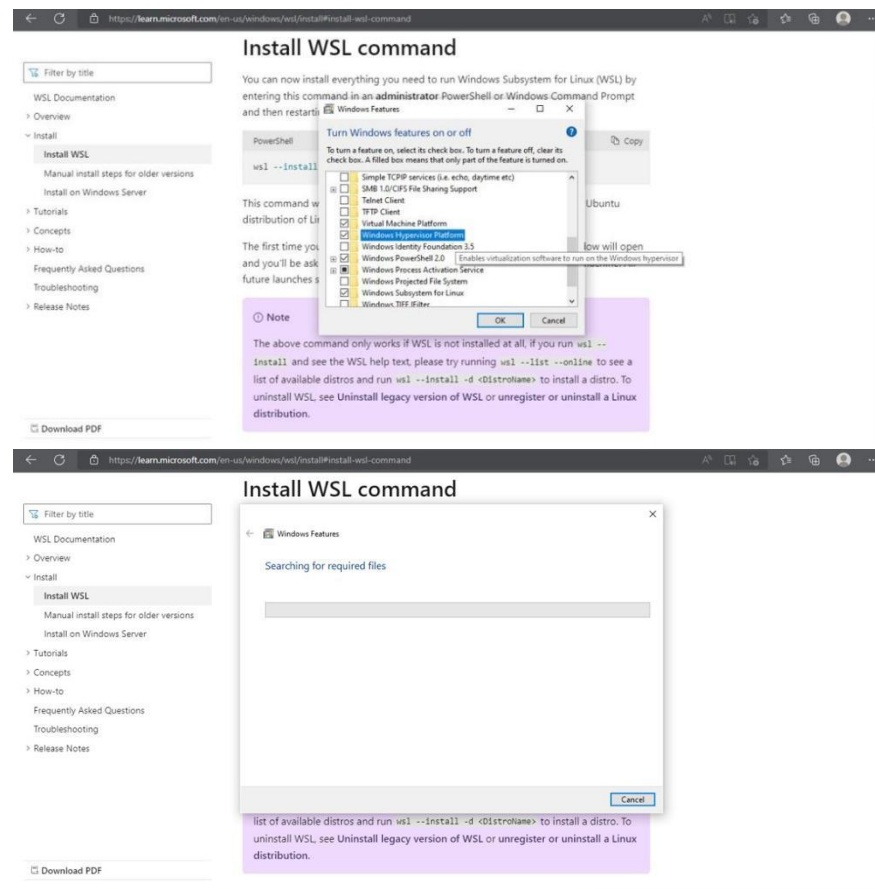 https://learn.microsoft.com/en-us/windows/wsl/install#install-wsl-command
Install WSL command
Filter by title
WSL Documentation
Overview
Install
Install WSL
Manual install steps for older versions
Install on Windows Server
Tutorials
Concepts
How-to
Frequently Asked Questions
Troubleshooting
Release Notes
Download PDF
You can now install everything you need to run Windows Subsystem for Linux (WSL) by
entering this command in an administrator PowerShell or Windows Command Prompt
and then restarti
PowerShell
Copy
wsl --install
This command w
Ubuntu
distribution of Li
The first time you
low will open
and you'll be ask
future launches s
Windows Features
Turn Windows features on or off
To turn a feature on, select its check box. To turn a feature off, clear its
check box. A filled box means that only part of the feature is turned on.
Simple TCPIP services (i.e. echo, daytime etc)
SMB 1.0/CIFS File Sharing Support
Telnet Client
TFTP Client
Virtual Machine Platform
Windows Hypervisor Platform
Windows Identity Foundation 3.5
Windows PowerShell 2.0
Enables virtualization software to run on the Windows hypervisor
Windows Process Activation Service
Windows Projected File System
Windows Subsystem for Linux
Windows TIFF IFilter
OK
Cancel
Note
The above command only works if WSL is not installed at all, if you run wsl --
install and see the WSL help text, please try running wsl --list --online to see a
list of available distros and run wsl --install -d <DistroName> to install a distro. To
uninstall WSL, see Uninstall legacy version of WSL or unregister or uninstall a Linux
distribution.
https://learn.microsoft.com/en-us/windows/wsl/install#install-wsl-command
Install WSL command
Filter by title
WSL Documentation
Overview
Install
Install WSL
Manual install steps for older versions
Install on Windows Server
Tutorials
Concepts
How-to
Frequently Asked Questions
Troubleshooting
Release Notes
Download PDF
Windows Features
Searching for required files
Cancel
list of available distros and run wsl --install -d <DistroName> to install a distro. To
uninstall WSL, see Uninstall legacy version of WSL or unregister or uninstall a Linux
distribution.